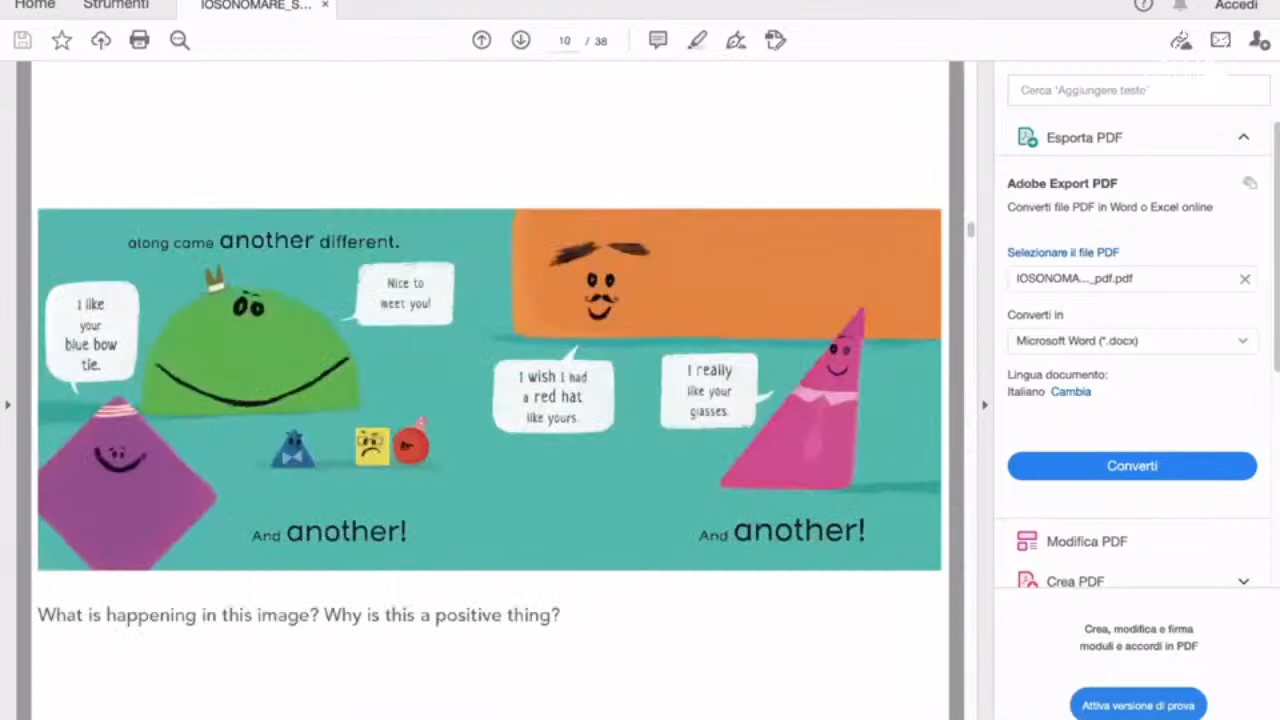 Home
Strumenti
IOSONOMARE_S...
Accedi
10 / 38
Cerca 'Aggiungere testo'
Esporta PDF
Adobe Export PDF
Converti file PDF in Word o Excel online
Selezionare il file PDF
IOSONOMA..._pdf.pdf
Converti in
Microsoft Word (*.docx)
Lingua documento:
Italiano Cambia
Converti
Modifica PDF
Crea PDF
Crea, modifica e firma
moduli e accordi in PDF
Attiva versione di prova
along came another different.
I like
your
blue bow
tie.
Nice to
meet you!
And another!
I wish I had
a red hat
like yours.
I really
like your
glasses.
And another!
What is happening in this image? Why is this a positive thing?